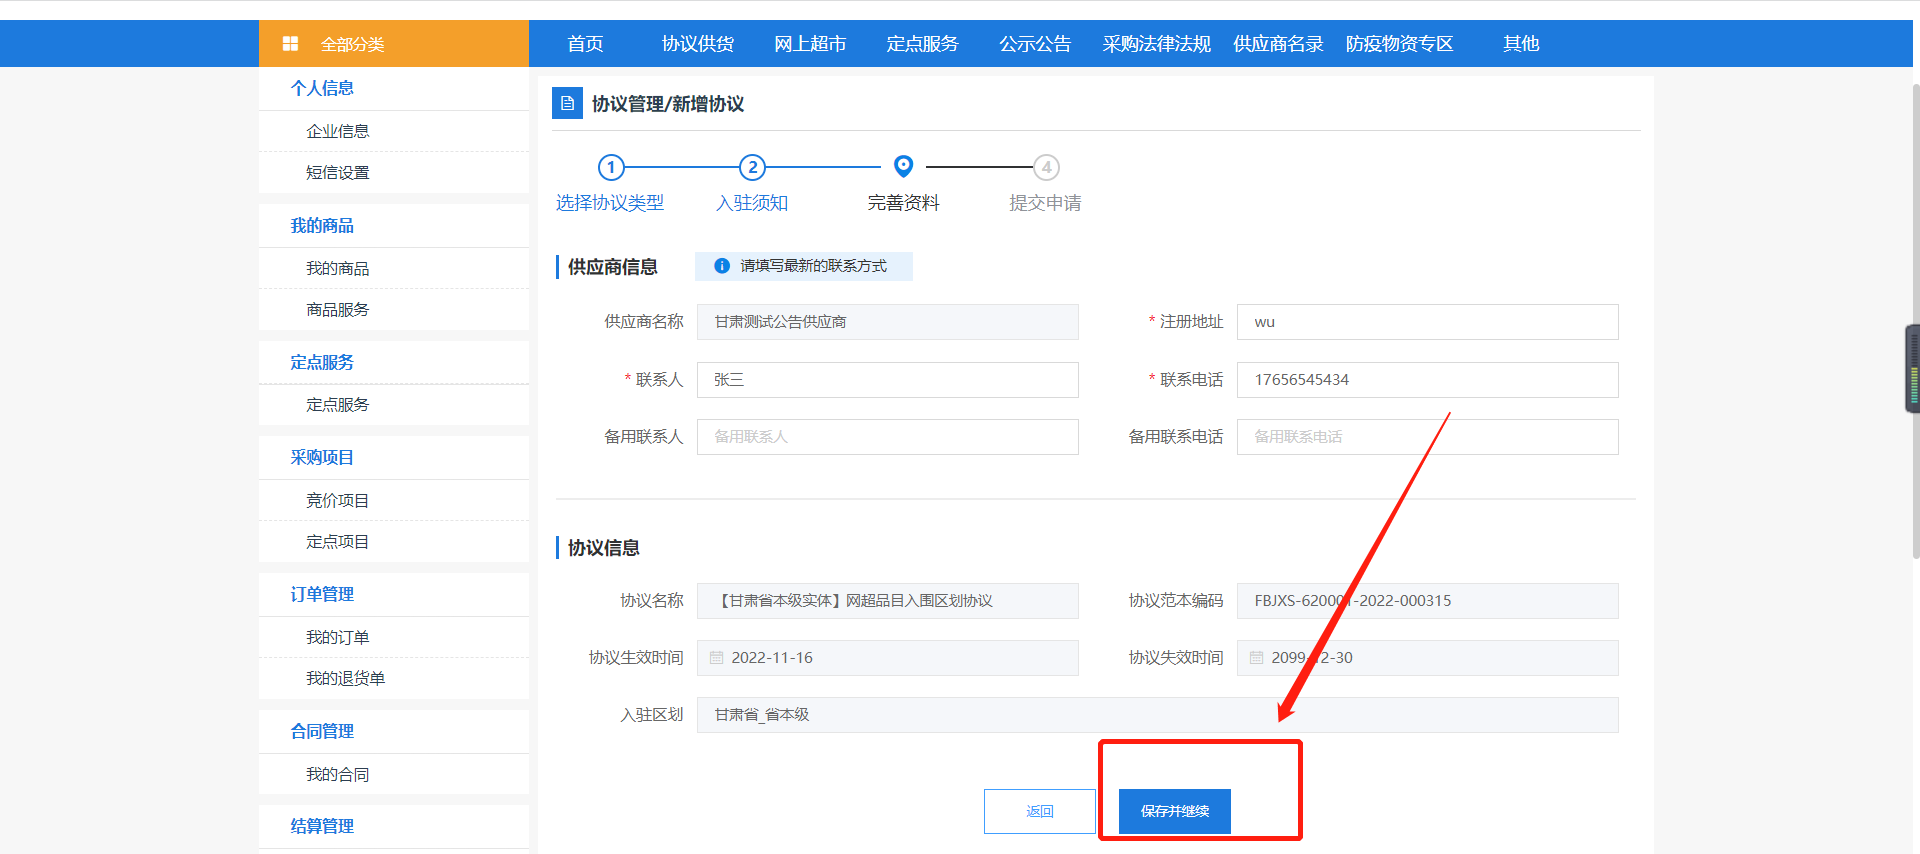 全部分类 首页 协议供货 网上超市 定点服务 公示公告 采购法律法规 供应商名录 防疫物资专区 其他
个人信息
企业信息
短信设置
我的商品
我的商品
商品服务
定点服务
定点服务
采购项目
竞价项目
定点项目
订单管理
我的订单
我的退货单
合同管理
我的合同
结算管理
协议管理/新增协议
1 2 4
选择协议类型 入驻须知 完善资料 提交申请
供应商信息 请填写最新的联系方式
供应商名称 甘肃测试公告供应商 * 注册地址 wu
* 联系人 张三 * 联系电话 17656545434
备用联系人 备用联系人 备用联系电话 备用联系电话
协议信息
协议名称 【甘肃省本级实体】网超品目入围区划协议 协议范本编码 FBJXS-620001-2022-000315
协议生效时间 2022-11-16 协议失效时间 2099-12-30
入驻区划 甘肃省_省本级
返回 保存并继续